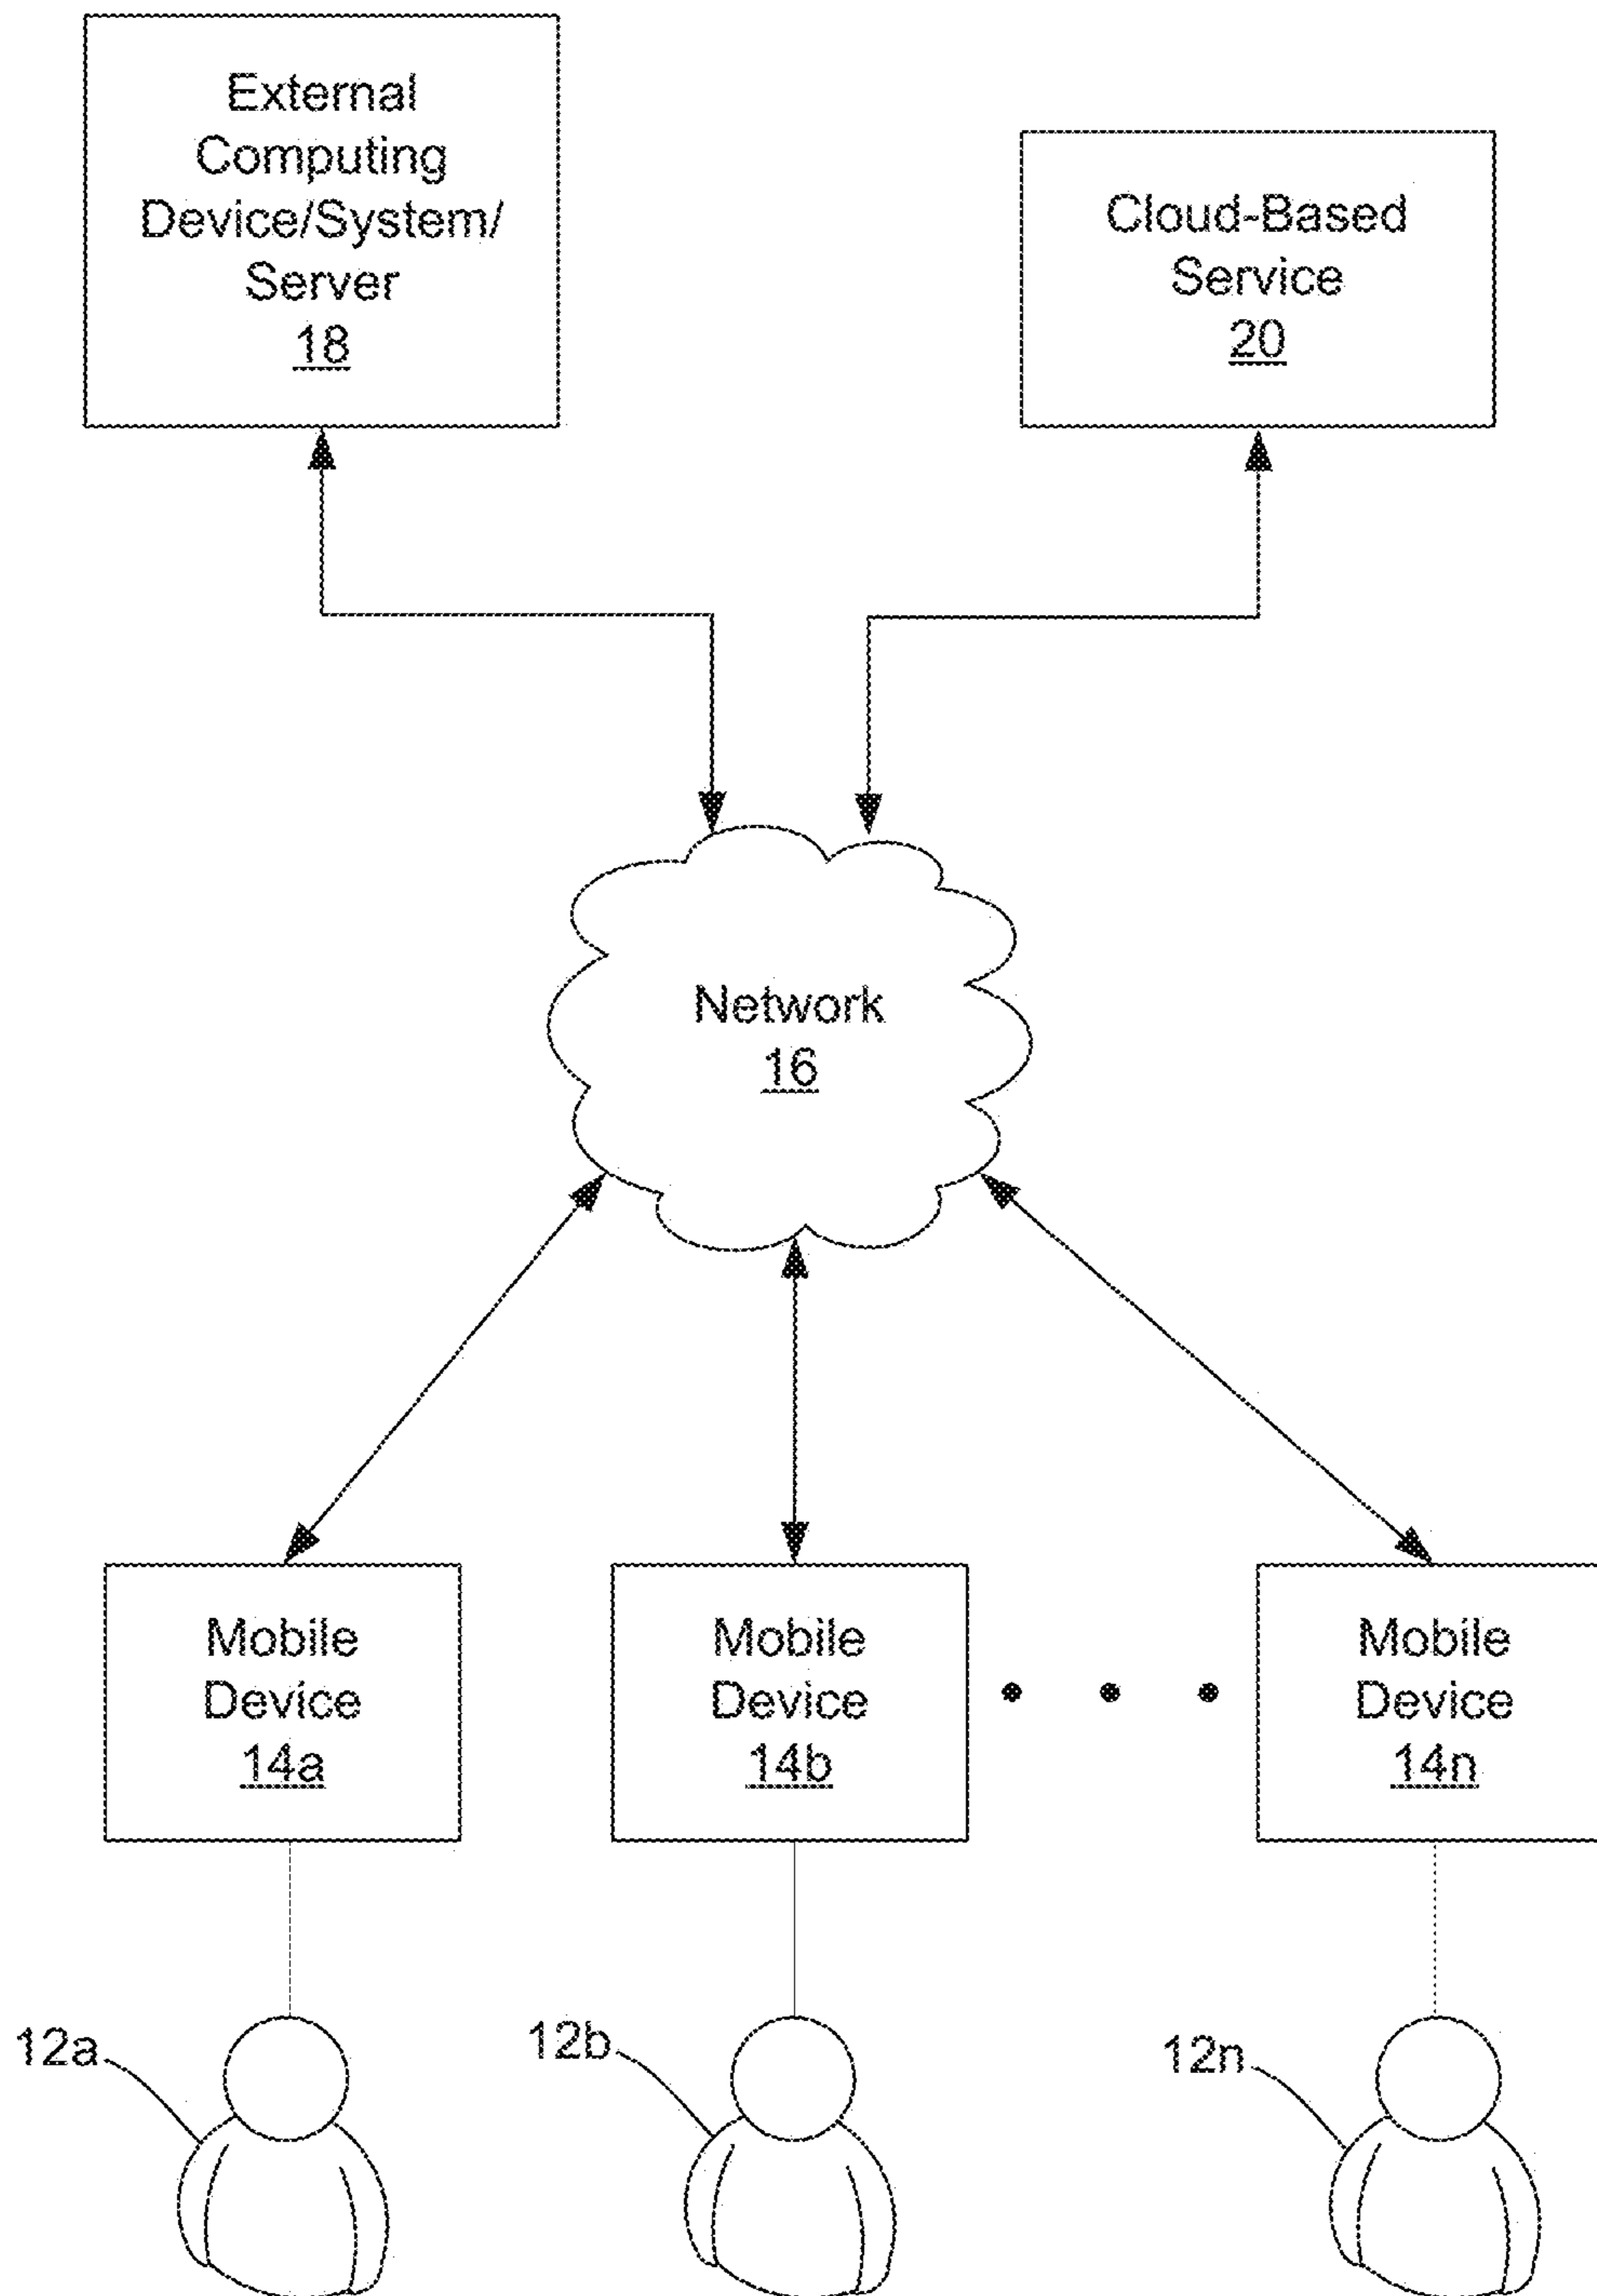 External
Computing
Device/System/
Server
18
Cloud-Based
Service
20
Network
16
Mobile
Device
14a
Mobile
Device
14b
Mobile
Device
14n
12a
12b
12n